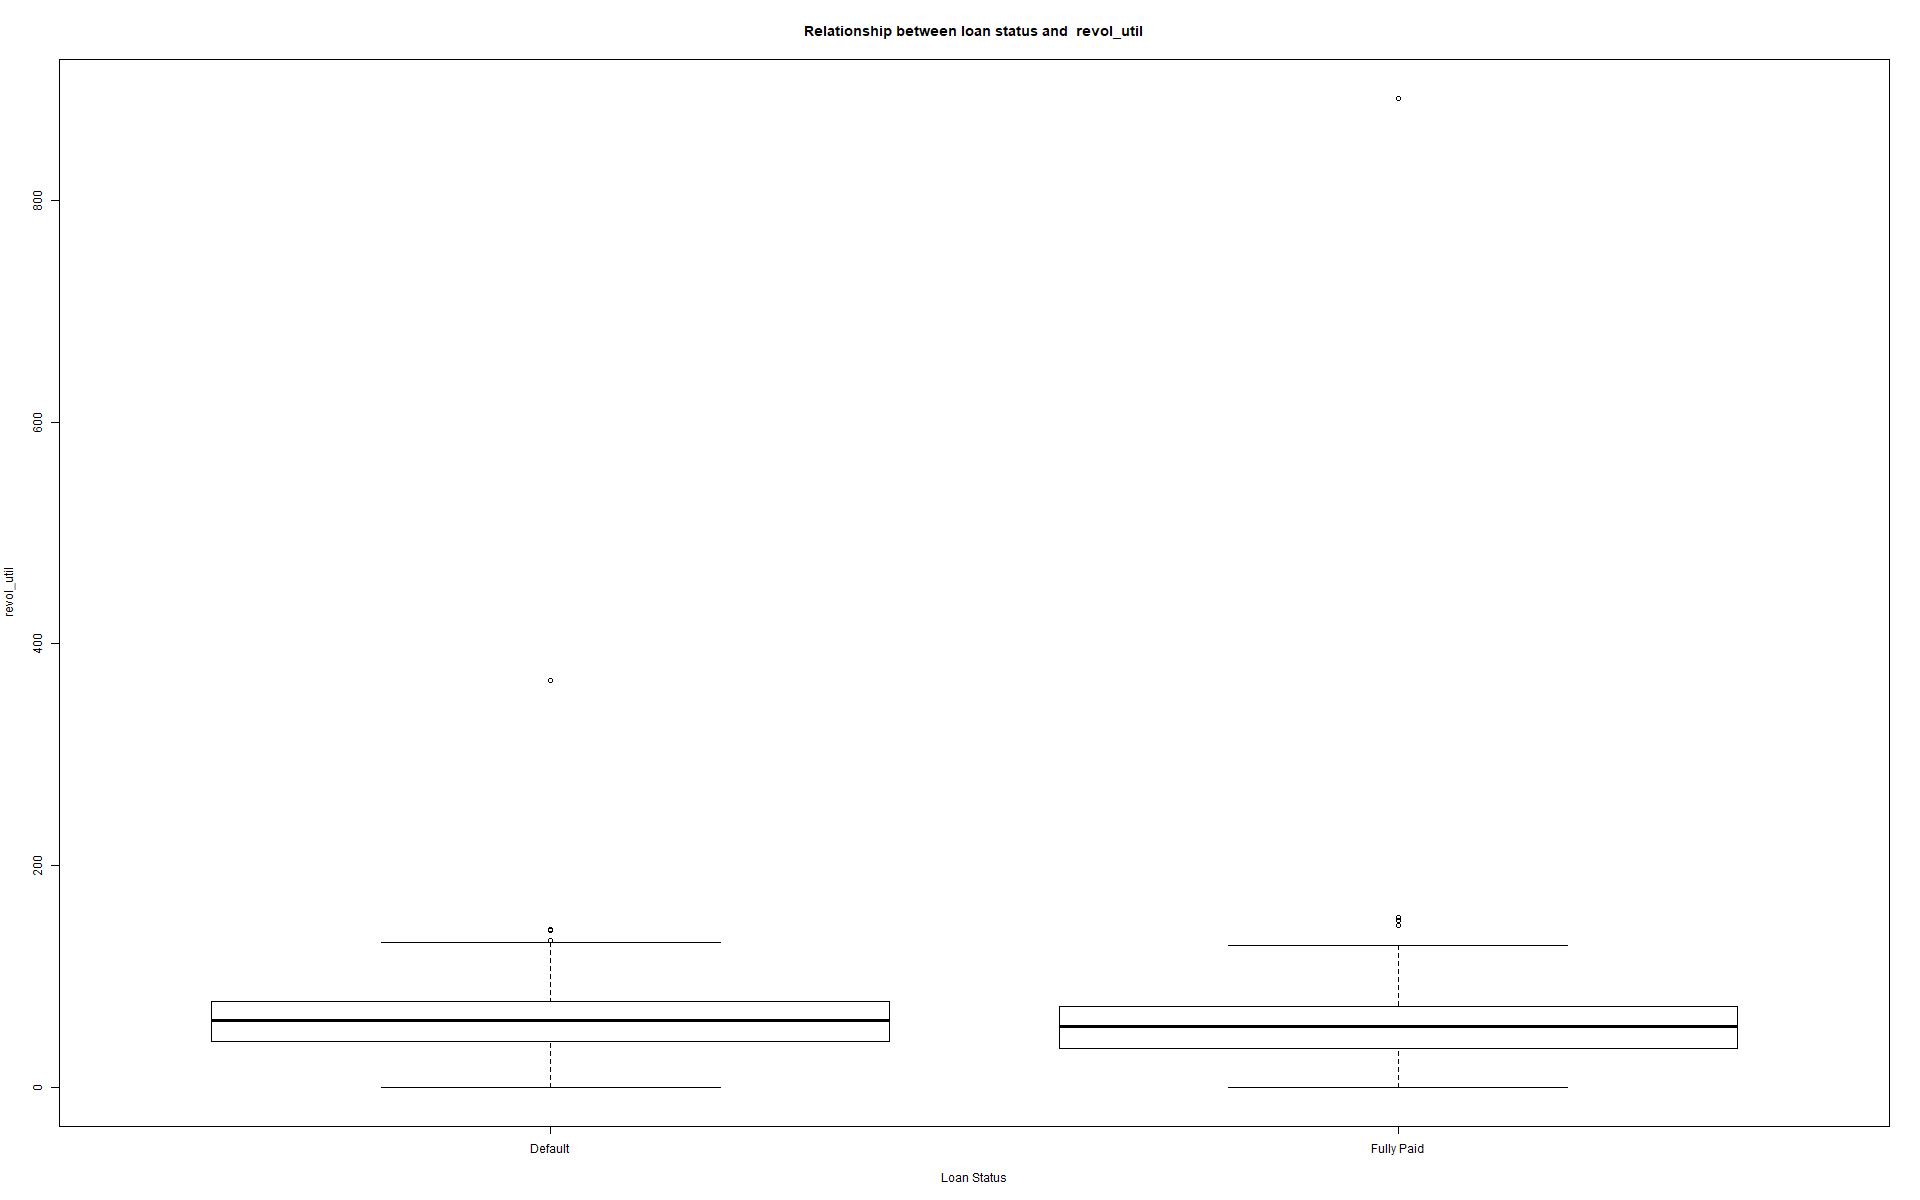 Relationship between loan status and  revol_util
800
600
400
200
0
revol_util
Default
Fully Paid
Loan Status